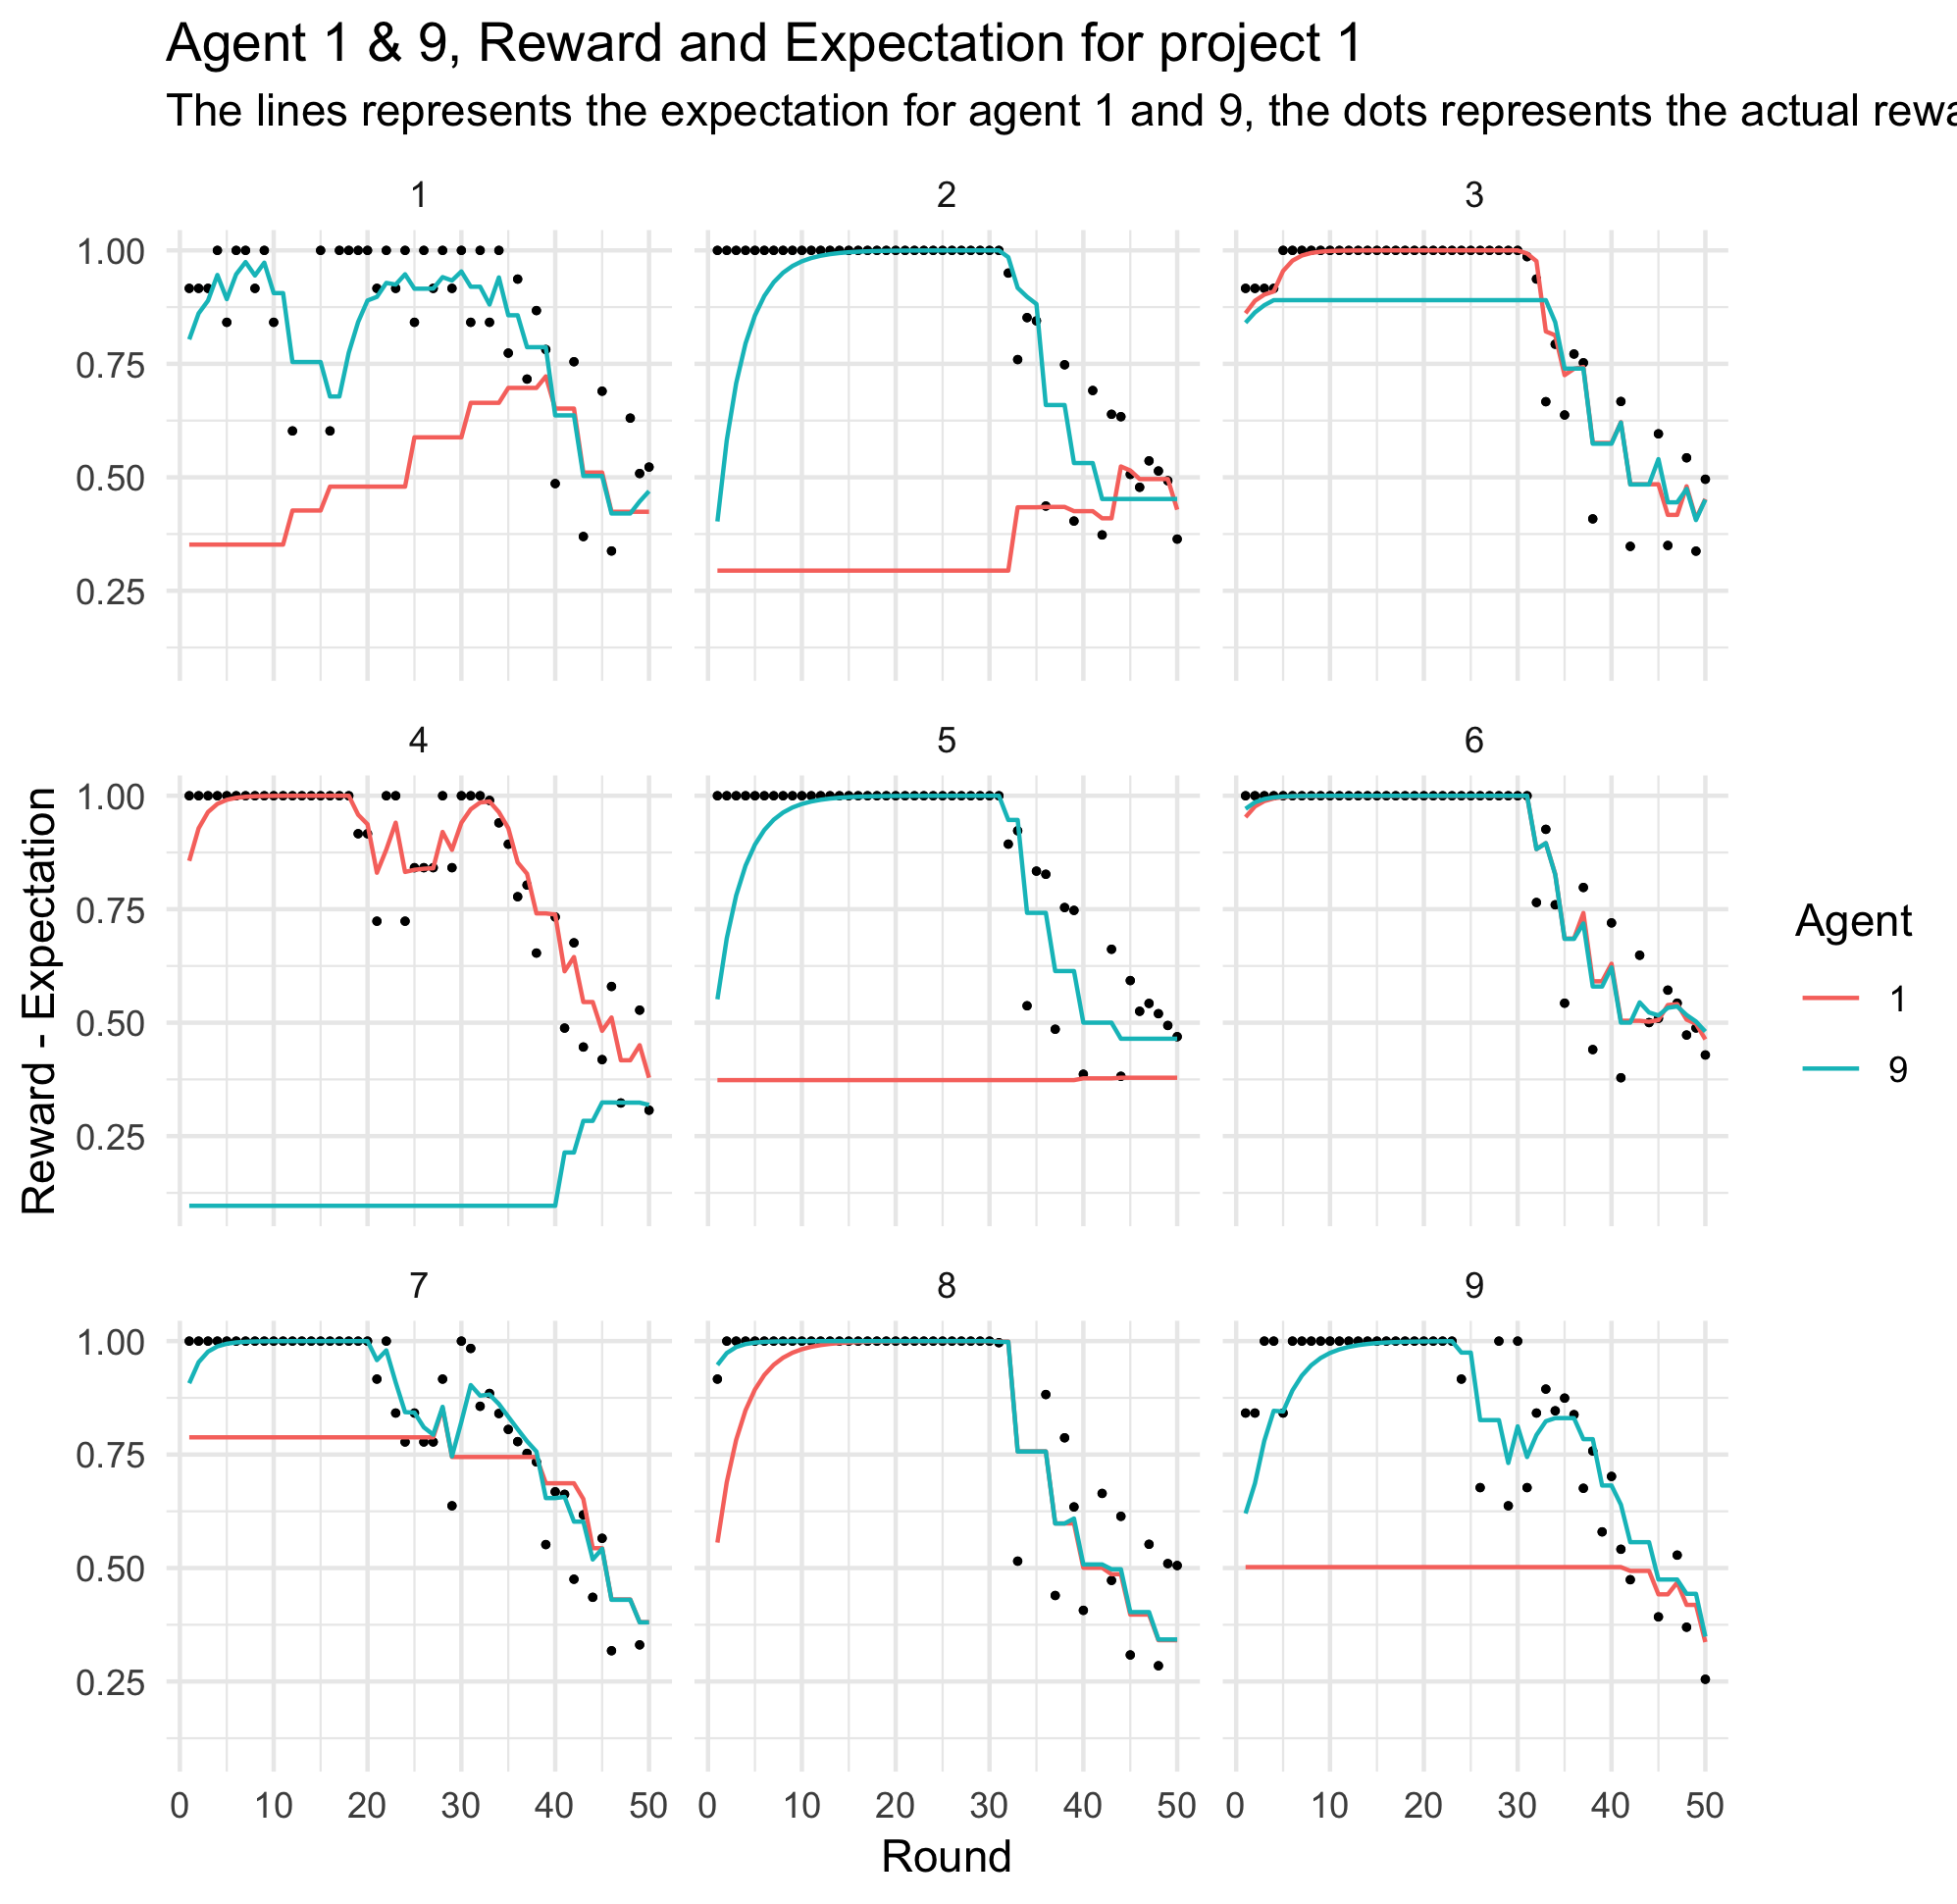 Agent 1 & 9, Reward and Expectation for project 1
The lines represents the expectation for agent 1 and 9, the dots represents the actual
1 2 3
1.00
0.75
0.50
0.25
4 5 6
1.00
0.75
0.50
0.25
Reward - Expectation
Agent
1
9
7 8 9
1.00
0.75
0.50
0.25
0 10 20 30 40 50 0 10 20 30 40 50 0 10 20 30 40 50
Round